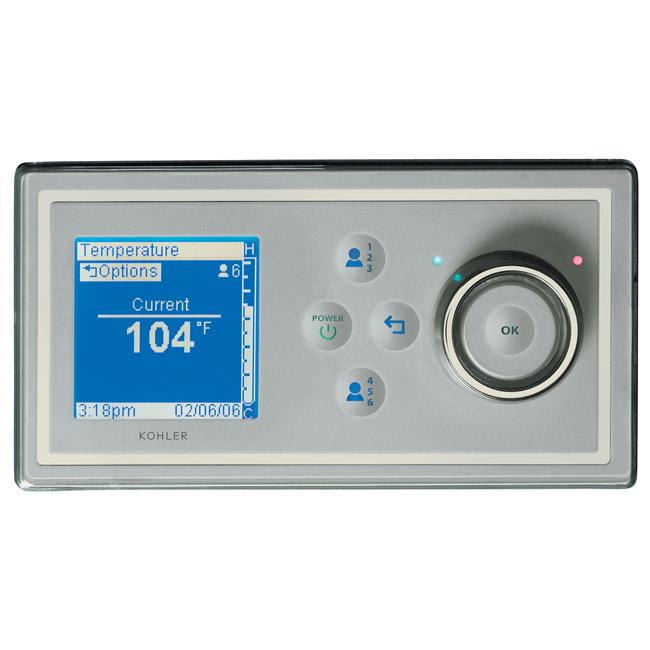 Temperature H
Options 6
Current
104°F
3:18pm 02/06/06 C
KOHLER
1
2
3
POWER
4
5
6
OK